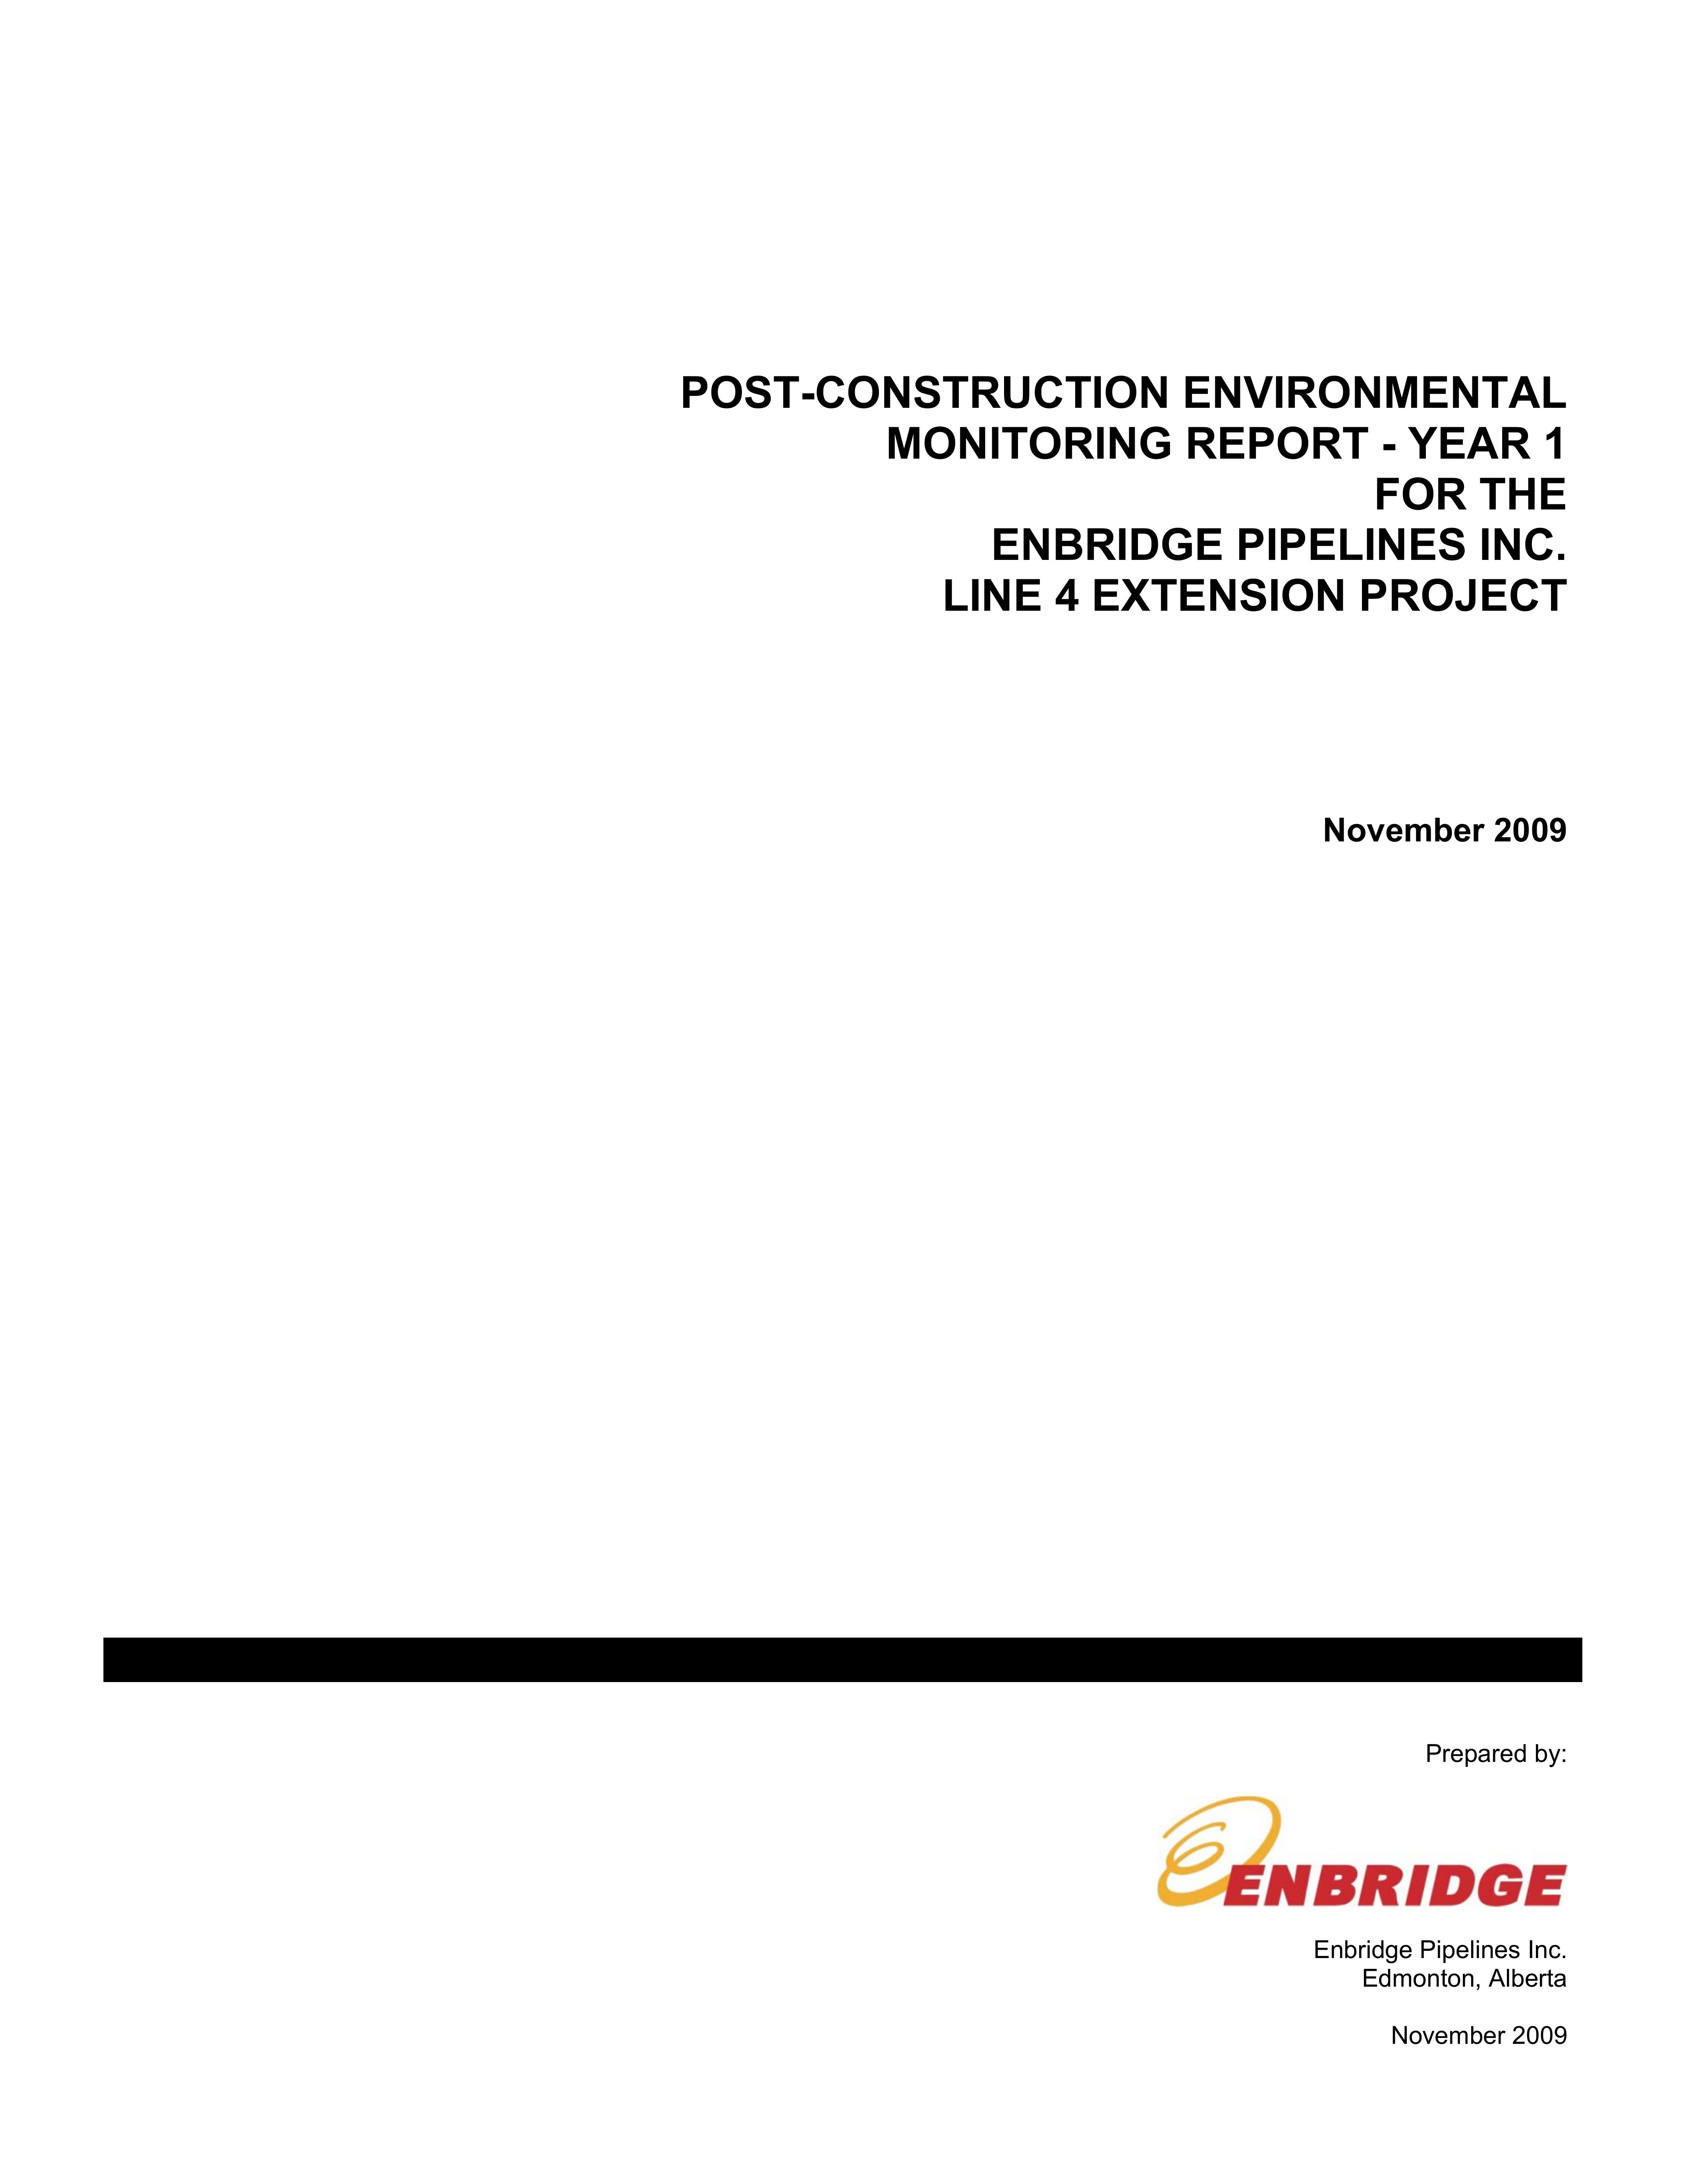 POST-CONSTRUCTION ENVIRONMENTAL
MONITORING REPORT - YEAR 1
FOR THE
ENBRIDGE PIPELINES INC.
LINE 4 EXTENSION PROJECT
November 2009
Prepared by:
ENBRIDGE
Enbridge Pipelines Inc.
Edmonton, Alberta
November 2009